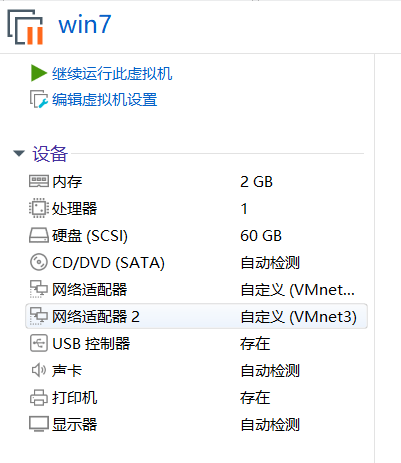 win7
继续运行此虚拟机
编辑虚拟机设置
设备
内存 2 GB
处理器 1
硬盘 (SCSI) 60 GB
CD/DVD (SATA) 自动检测
网络适配器 自定义 (VMnet...
网络适配器 2 自定义 (VMnet3)
USB 控制器 存在
声卡 自动检测
打印机 存在
显示器 自动检测